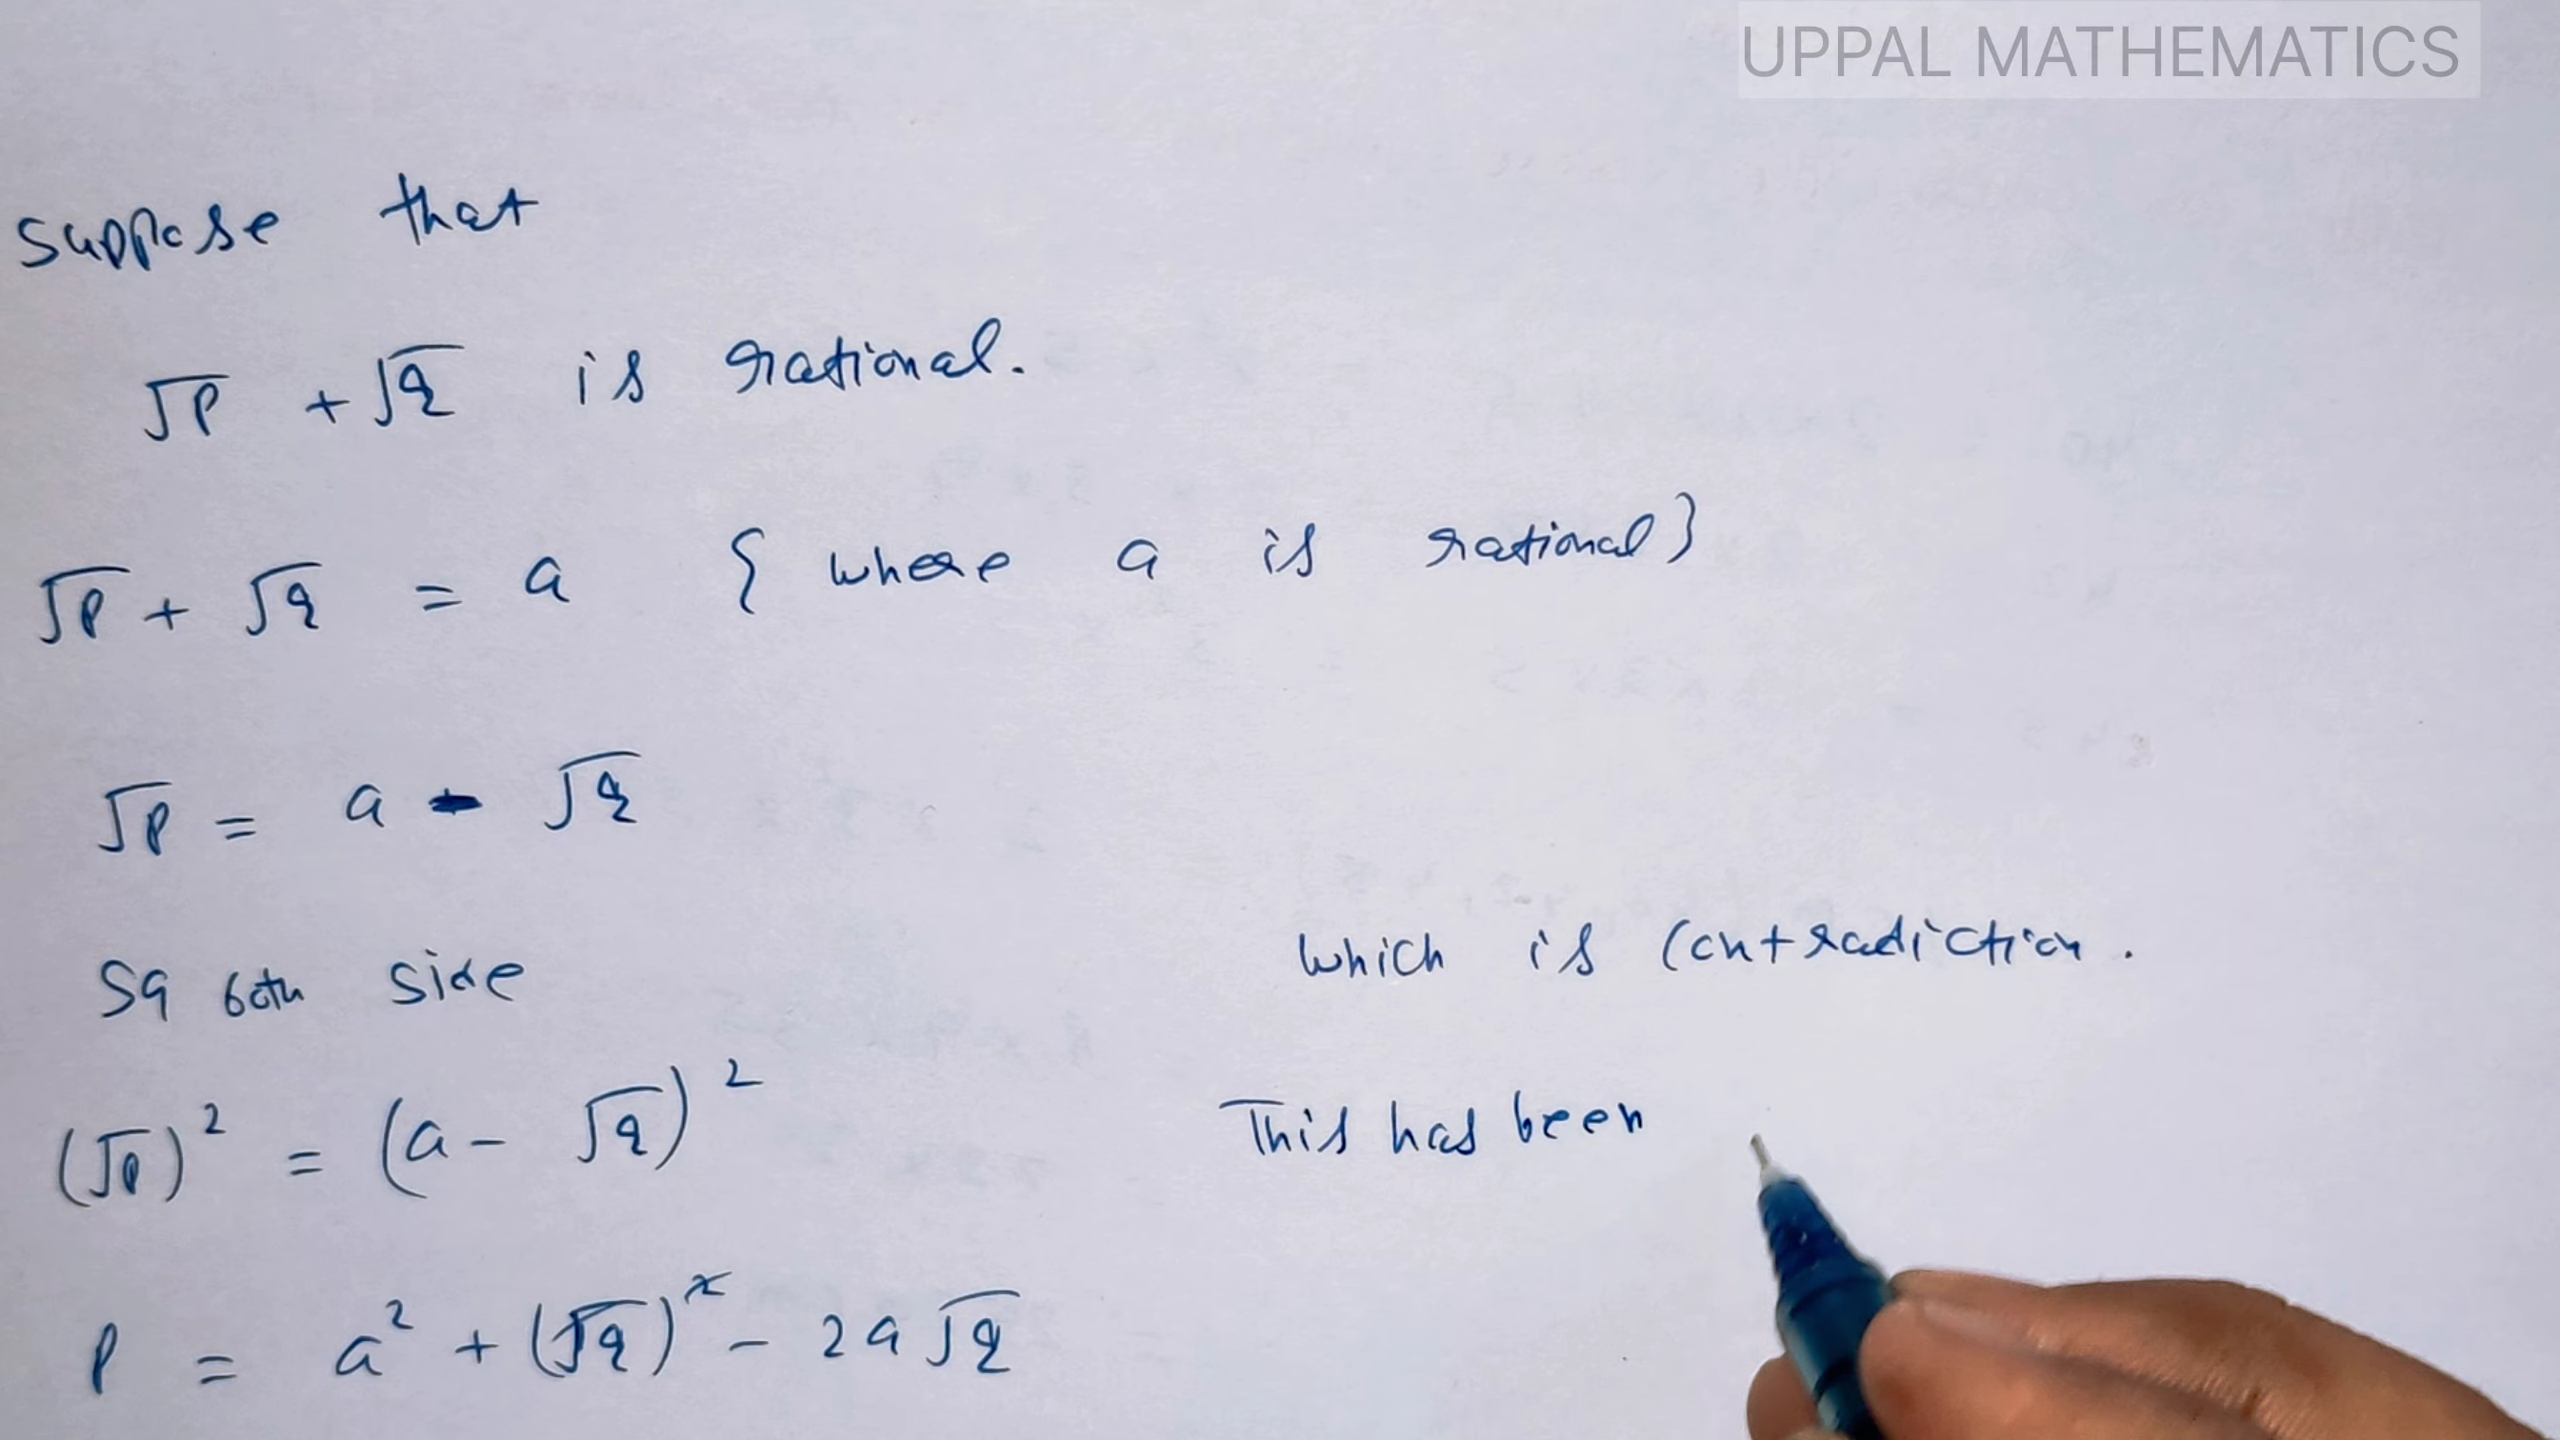 UPPAL MATHEMATICS
Suppose that
√p + √q is rational.
√p + √q = a { where a is rational}
√p = a - √q
Sq both side
(√p)² = (a - √q)²
p = a² + (√q)² - 2a√q
which is contradiction.
This has been